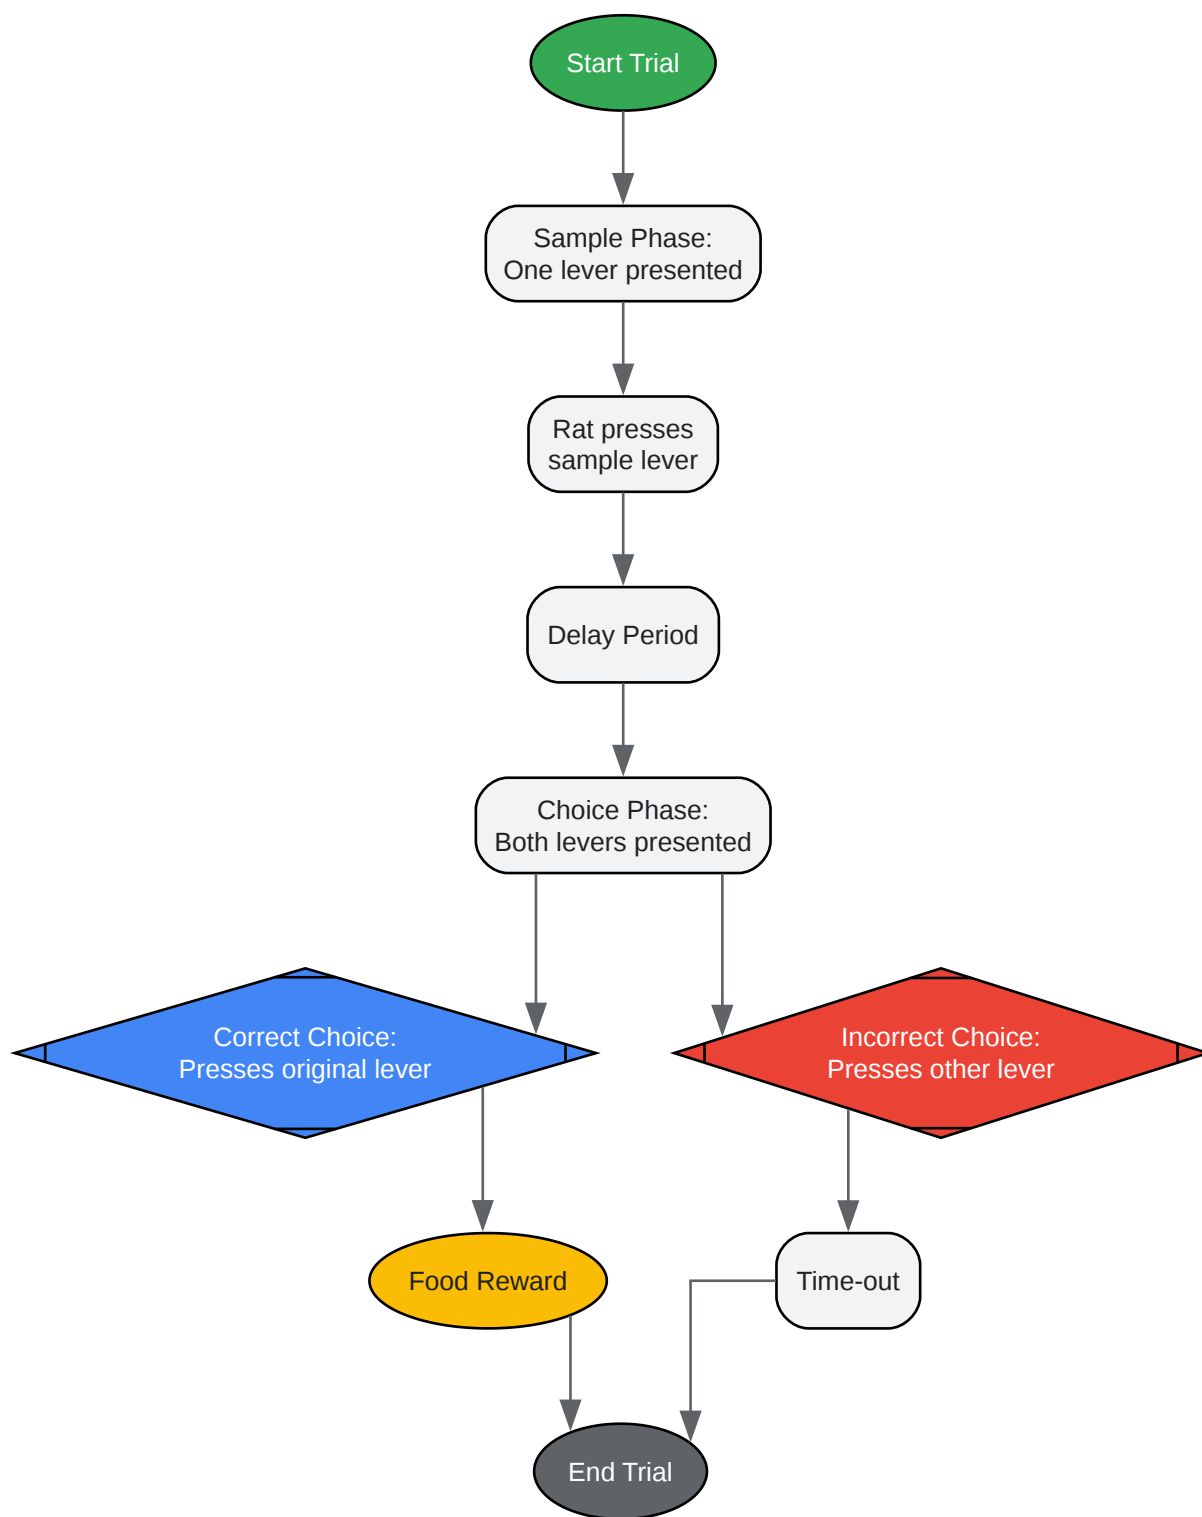 Start Trial
Sample Phase:
One lever presented
Rat presses
sample lever
Delay Period
Choice Phase:
Both levers presented
Correct Choice:
Presses original lever
Incorrect Choice:
Presses other lever
Food Reward
Time-out
End Trial